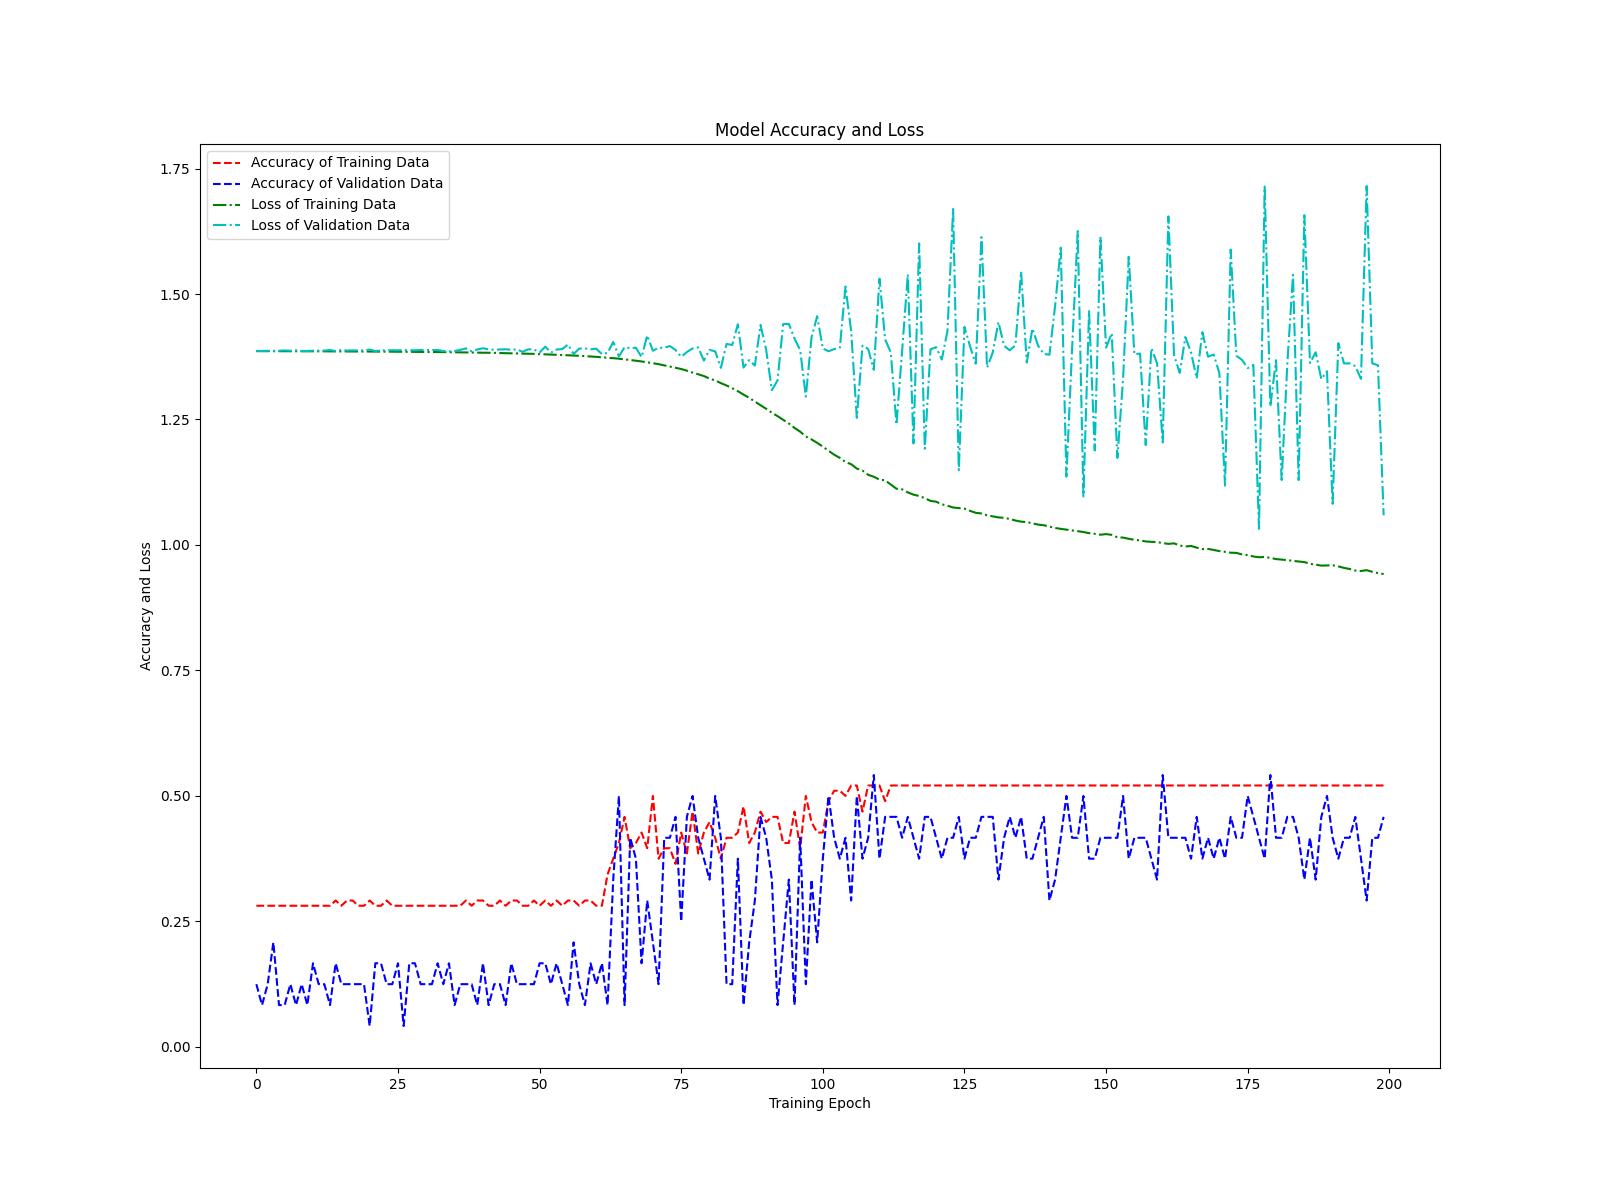 Model Accuracy and Loss
Accuracy of Training Data
Accuracy of Validation Data
Loss of Training Data
Loss of Validation Data
1.75
1.50
1.25
1.00
0.75
0.50
0.25
0.00
Accuracy and Loss
0 25 50 75 100 125 150 175 200
Training Epoch